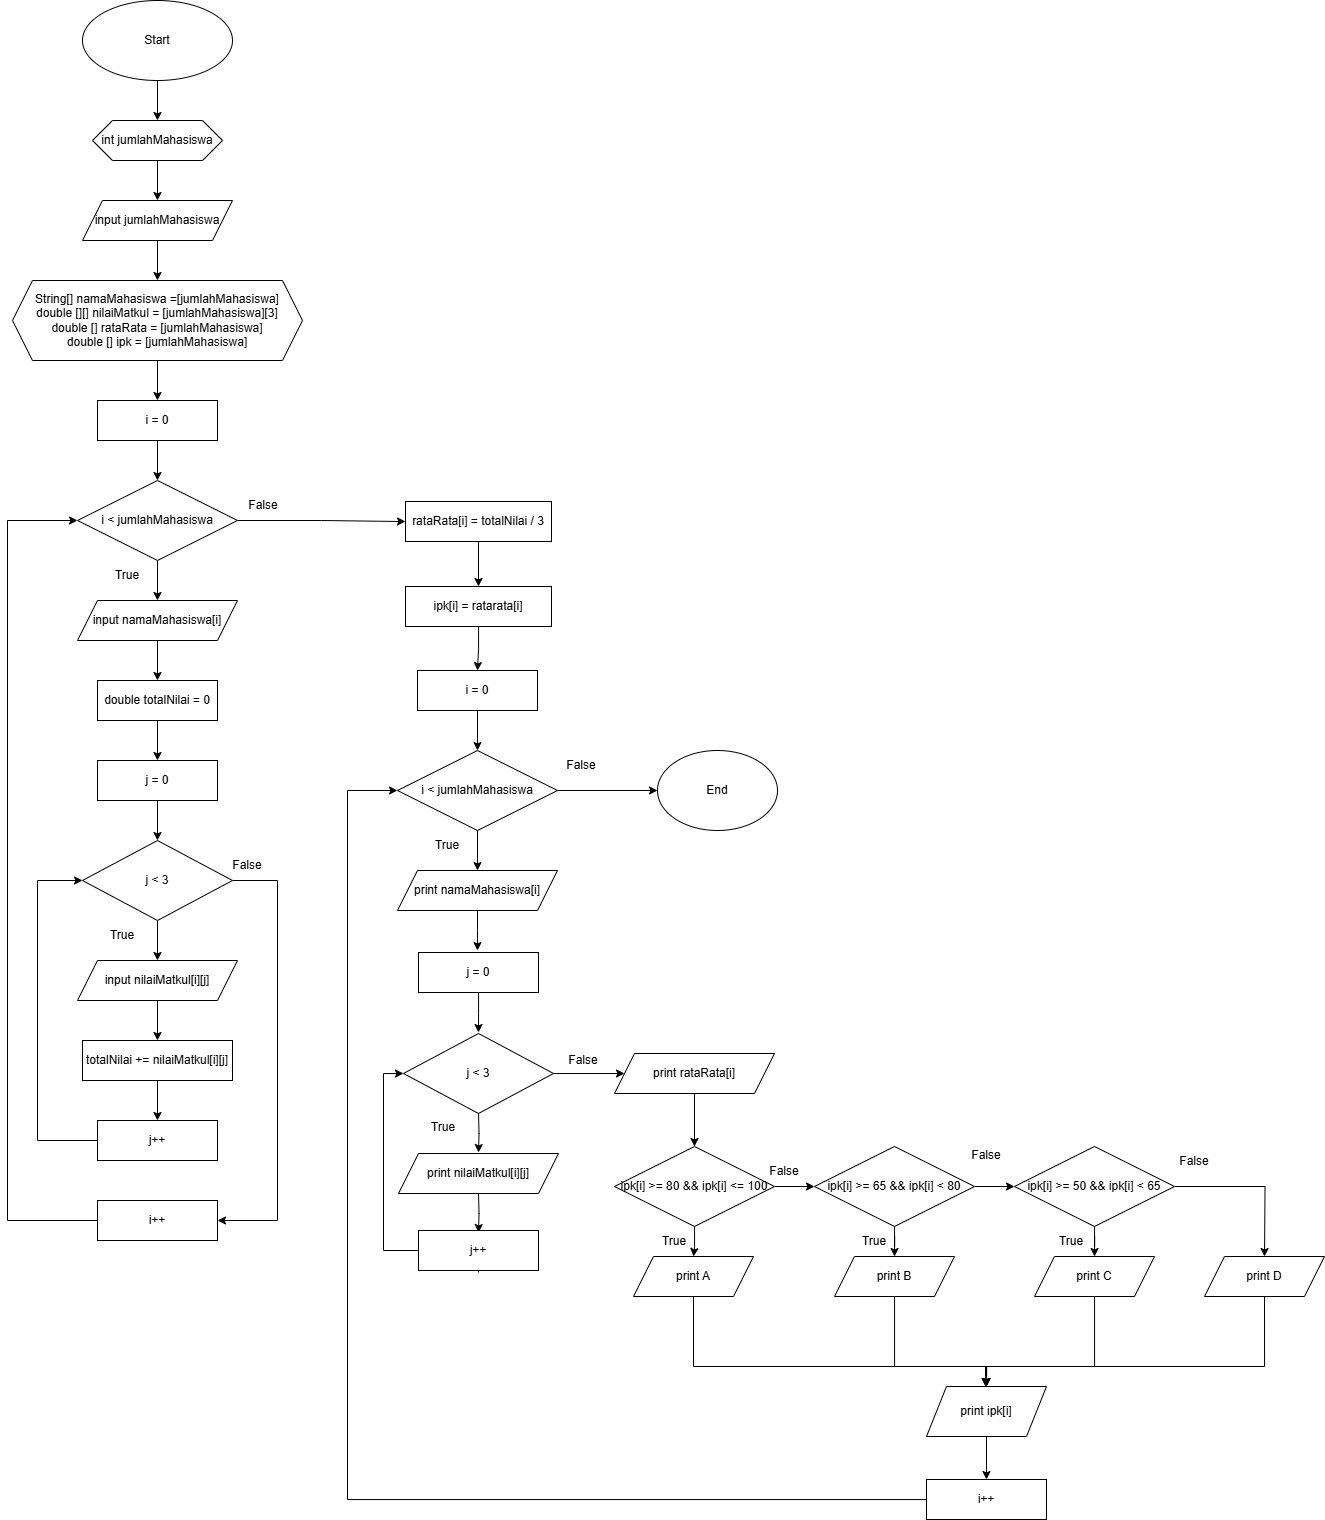 Start
int jumlahMahasiswa
input jumlahMahasiswa
String[] namaMahasiswa =[jumlahMahasiswa]
double [][] nilaiMatkul = [jumlahMahasiswa][3]
double [] rataRata = [jumlahMahasiswa]
double [] ipk = [jumlahMahasiswa]
i = 0
i < jumlahMahasiswa
False
True
input namaMahasiswa[i]
double totalNilai = 0
j = 0
j < 3
False
True
input nilaiMatkul[i][j]
totalNilai += nilaiMatkul[i][j]
j++
i++
rataRata[i] = totalNilai / 3
ipk[i] = ratarata[i]
i = 0
i < jumlahMahasiswa
False
End
True
print namaMahasiswa[i]
j = 0
j < 3
False
True
print nilaiMatkul[i][j]
j++
print rataRata[i]
ipk[i] >= 80 && ipk[i] <= 100
False
ipk[i] >= 65 && ipk[i] < 80
False
ipk[i] >= 50 && ipk[i] < 65
False
True
True
True
print A
print B
print C
print D
print ipk[i]
i++